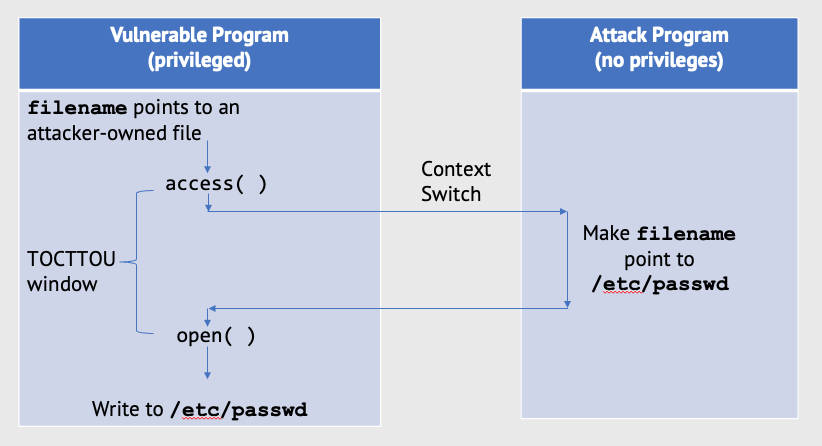 Vulnerable Program
(privileged)
Attack Program
(no privileges)
filename points to an
attacker-owned file
access( )
Context
Switch
Make filename
point to
/etc/passwd
TOCTTOU
window
open( )
Write to /etc/passwd